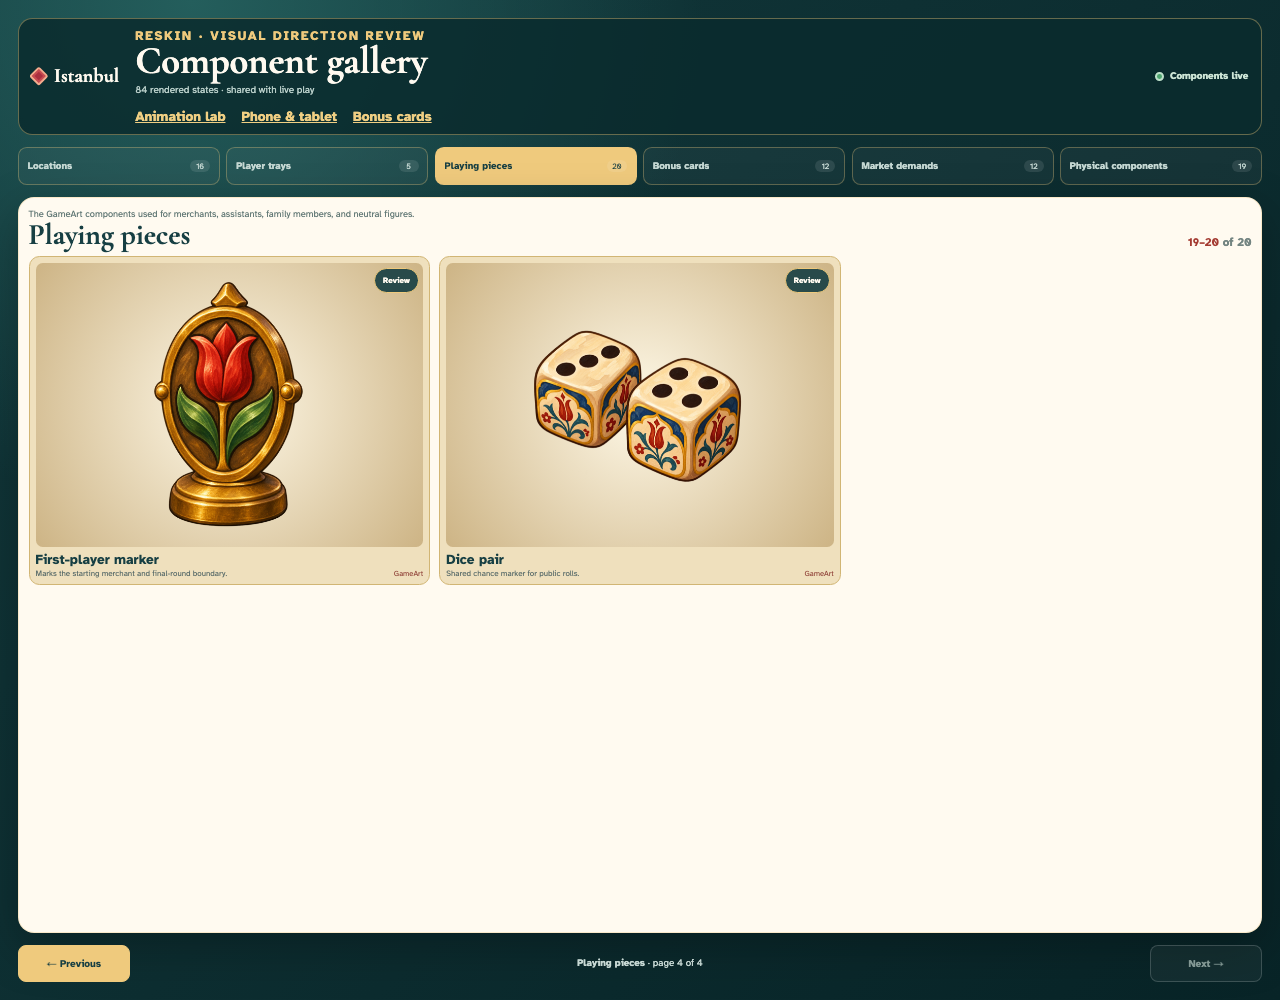 Istanbul
RESKIN · VISUAL DIRECTION REVIEW
Component gallery
84 rendered states · shared with live play
Animation lab Phone & tablet Bonus cards
Components live
Locations 16
Player trays 5
Playing pieces 20
Bonus cards 12
Market demands 12
Physical components 19
The GameArt components used for merchants, assistants, family members, and neutral figures.
Playing pieces
19–20 of 20
Review
First-player marker
Marks the starting merchant and final-round boundary. GameArt
Review
Dice pair
Shared chance marker for public rolls. GameArt
← Previous
Playing pieces · page 4 of 4
Next →